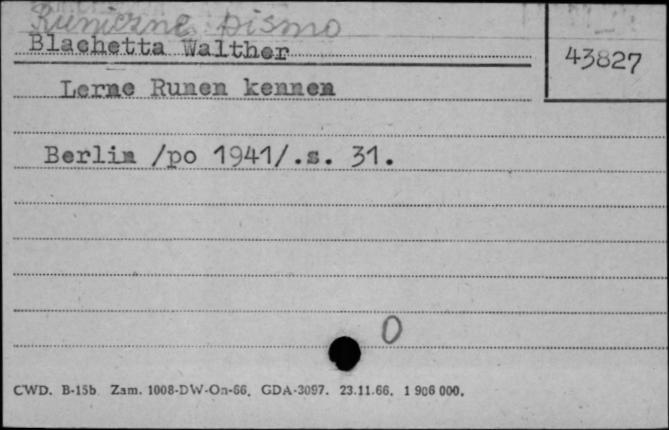 Runiczne pismo
Blachetta Walther
43827
Lerne Runen kennen
Berlin /po 1941/.s. 31.
0
CWD. B-15b. Zam. 1008-DW-On-66. GDA-3097. 23.11.66. 1 906 000.